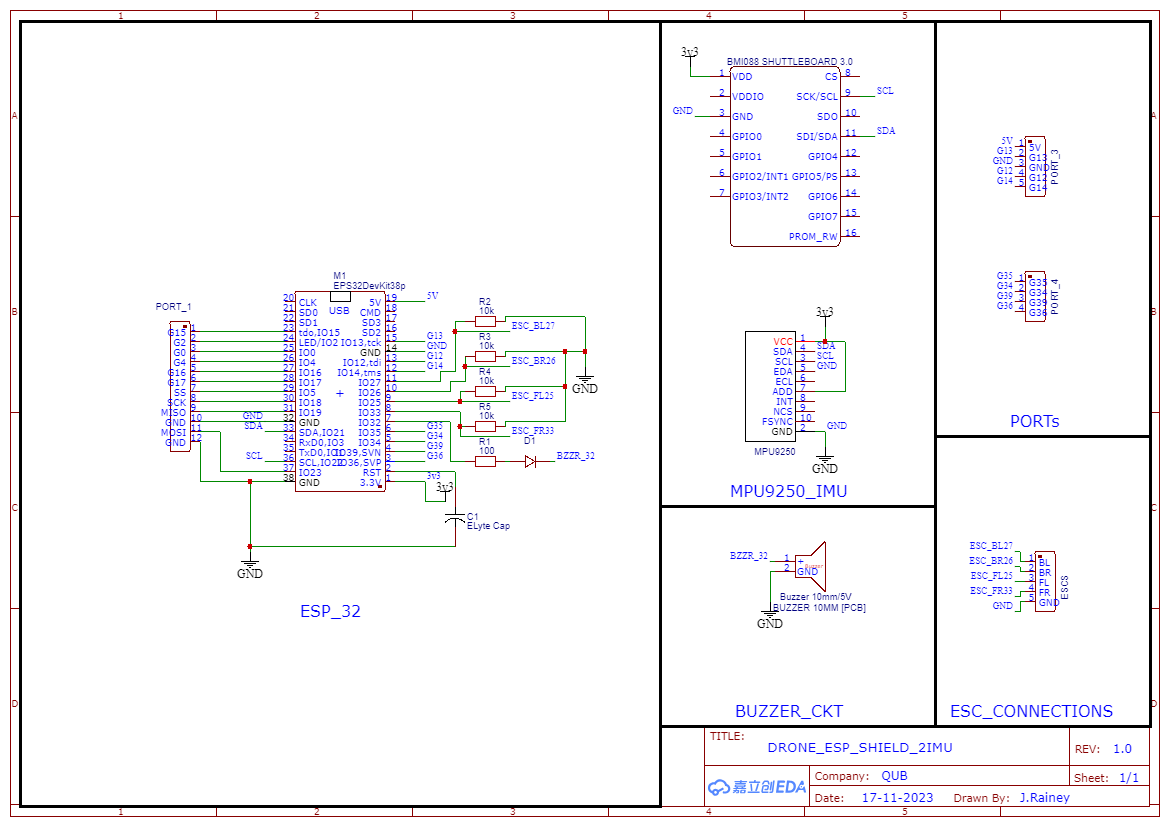 1 2 3 4 5
A
B
C
D
M1
EPS32DevKit38p
USB
PORT_1
G15 1
G2 2
G0 3
G4 4
G16 5
G17 6
SS 7
SCK 8
MISO 9
GND 10
MOSI 11
GND 12
20 CLK
21 SD0
22 SD1
23 tdo,IO15
24 LED/IO2
25 IO0
26 IO4
27 IO16
28 IO17
29 IO5
30 IO18
31 IO19
32 GND
33 SDA,IO21
34 RxD0,IO3
35
36
37 IO23
38 GND
GND
SDA
SCL
5V 19
CMD 18
SD3 17
SD2 16
IO13,tck 15
GND 14
IO12,tdi 13
IO14,tms 12
IO27 11
IO26 10
IO25 9
IO33 8
IO32 7
IO35 6
IO34 5
IO39,SVN 4
IO36,SVP 3
RST 2
3.3V 1
5V
G13
GND
G12
G14
G35
G34
G39
G36
3v3
3v3
R2
10k
ESC_BL27
R3
10k
ESC_BR26
R4
10k
ESC_FL25
R5
10k
ESC_FR33
R1
100
D1
BZZR_32
GND
C1
ELyte Cap
GND
ESP_32
3v3
BMI088 SHUTTLEBOARD 3.0
1 VDD
2 VDDIO
3 GND
4 GPIO0
5 GPIO1
6 GPIO2/INT1
7 GPIO3/INT2
GND
CS 8
SCK/SCL 9
SDO 10
SDI/SDA 11
GPIO4 12
GPIO5/PS 13
GPIO6 14
GPIO7 15
PROM_RW 16
SCL
SDA
3v3
VCC 1
SDA 4
SCL 3
EDA 5
ECL 6
ADD 7
INT 8
NCS 9
FSYNC 10
GND 2
SDA
SCL
GND
GND
MPU9250
GND
MPU9250_IMU
BZZR_32
1 +
2 GND
Buzzer
Buzzer 10mm/5V
BUZZER 10MM [PCB]
GND
BUZZER_CKT
5V 1 5V
G13 2 G13
GND 3 GND
G12 4 G12
G14 5 G14
PORT_3
G35 1 G35
G34 2 G34
G39 3 G39
G36 4 G36
PORT_4
PORTs
ESC_BL27 1 BL
ESC_BR26 2 BR
ESC_FL25 3 FL
ESC_FR33 4 FR
GND 5 GND
ESCS
ESC_CONNECTIONS
TITLE:
DRONE_ESP_SHIELD_2IMU
REV: 1.0
嘉立创EDA
Company: QUB
Sheet: 1/1
Date: 17-11-2023 Drawn By: J.Rainey
1 2 3 4 5
A
B
C
D